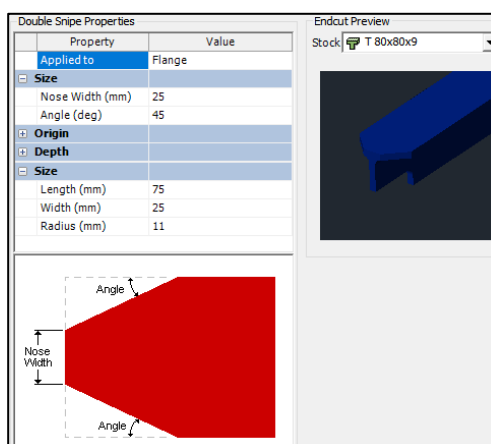 Double Snipe Properties
Property Value
Applied to Flange
Size
Nose Width (mm) 25
Angle (deg) 45
Origin
Depth
Size
Length (mm) 75
Width (mm) 25
Radius (mm) 11
Angle
Nose
Width
Angle
Endcut Preview
Stock T 80x80x9